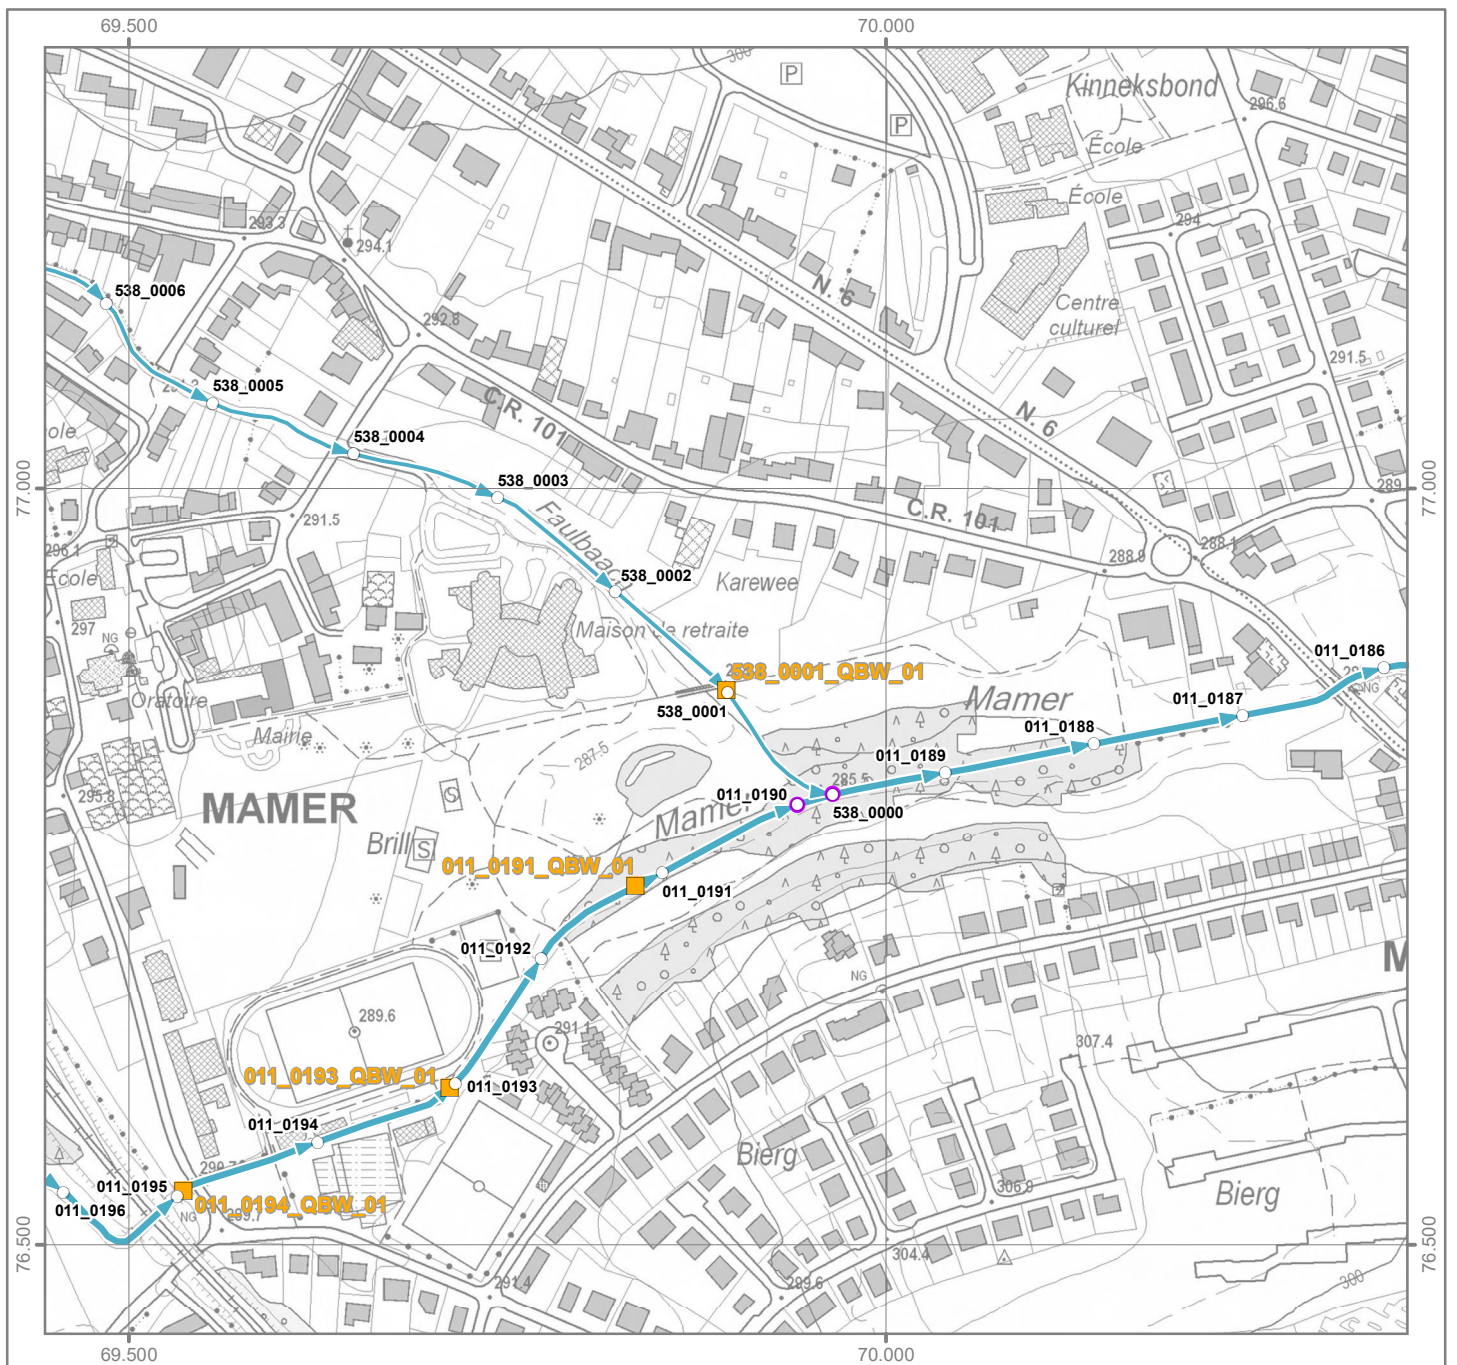 69.500
70.000
300
P
Kinneksbond
296.6
P
École
École
293.3
294.1
294
538_0006
N. 6
Centre
culturel
292.8
291.5
538_0005
C.R. 101
N. 6
538_0004
538_0003
77.000
77.000
289
C.R. 101
291.5
Faulbaa
288.9
288.1
296.1
École
538_0002
Karewee
297
NG
Maison de retraite
011_0186
538_0001_QBW_01
NG
Oratoire
538_0001
Mamer
011_0187
Mairie
011_0188
287.5
011_0189
285.5
295.8
MAMER
S
011_0190
538_0000
Mamer
Brill
S
011_0191_QBW_01
011_0191
011_0192
S
NG
M
289.6
291.1
307.4
011_0193_QBW_01
011_0193
011_0194
Bierg
011_0195
306.9
Bierg
011_0196
011_0194_QBW_01
NG
289.7
76.500
76.500
304.4
291.4
299.6
300
69.500
70.000